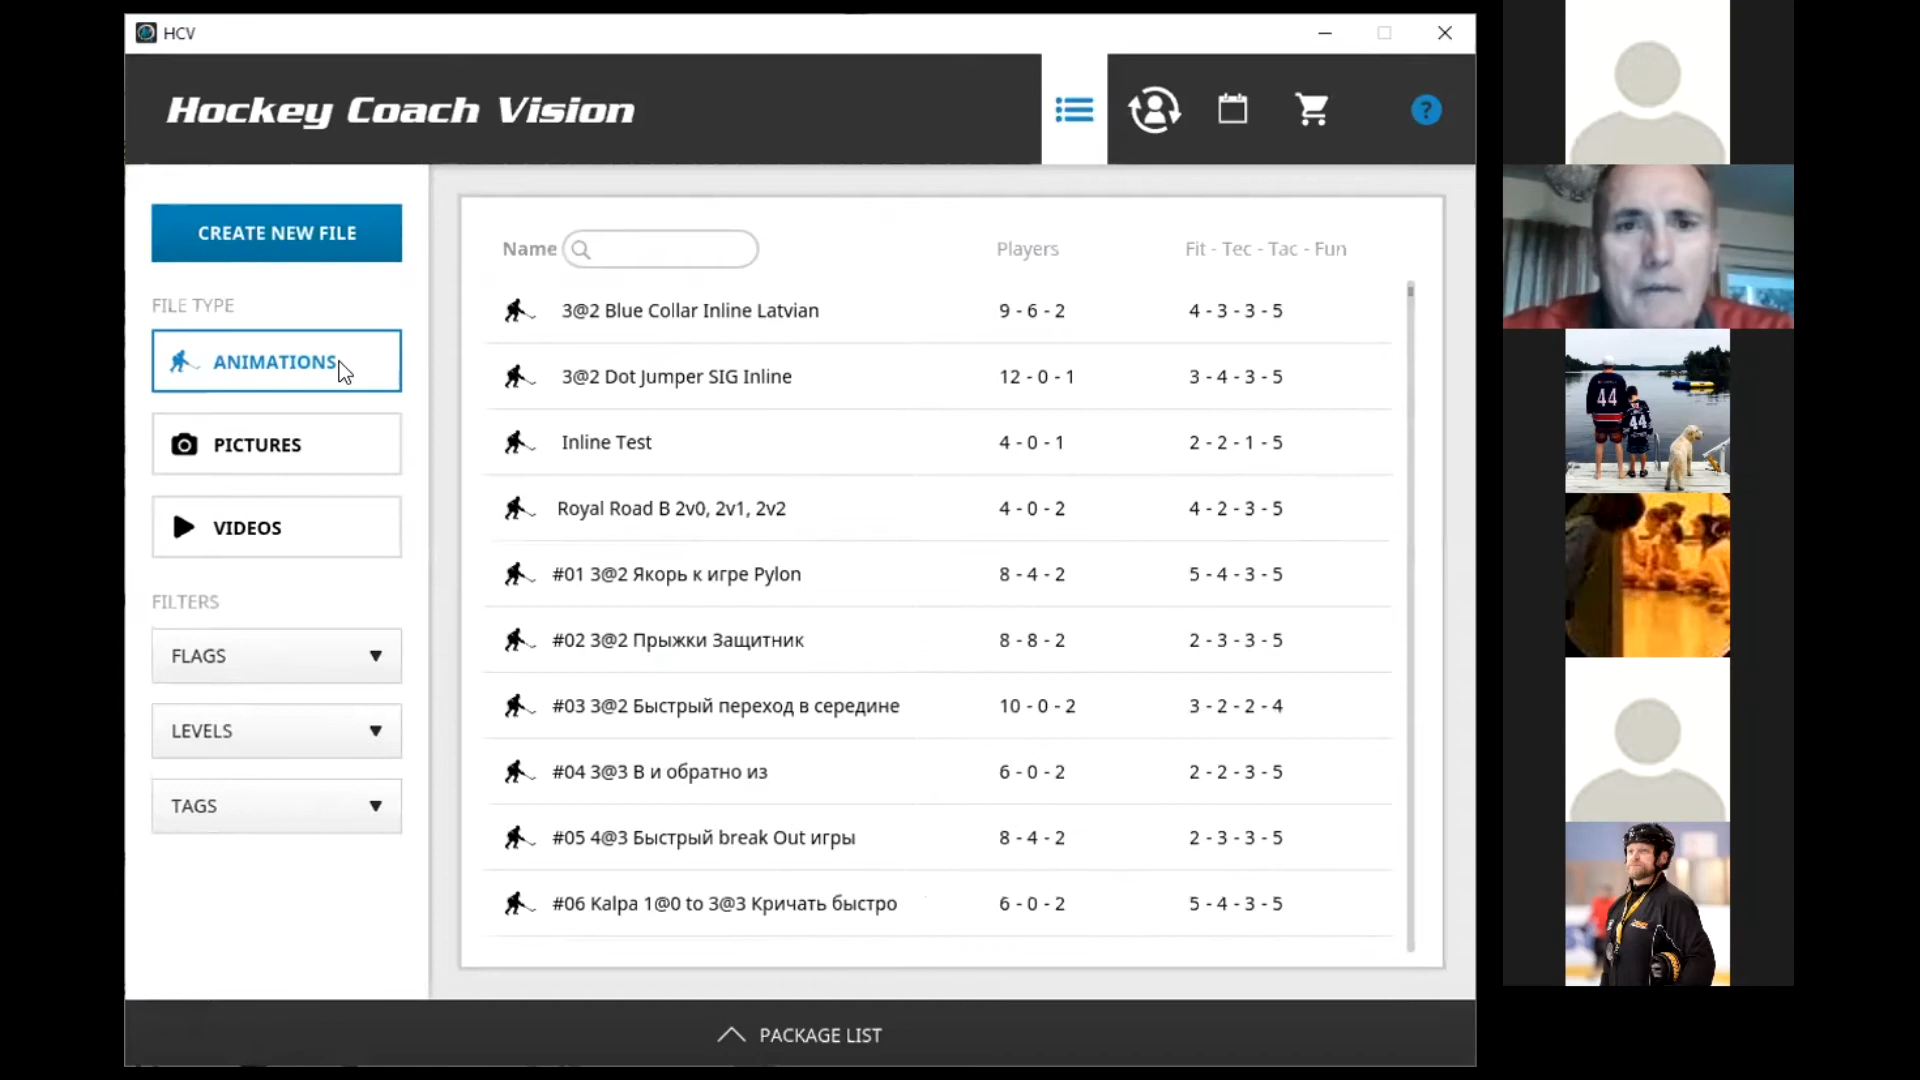 HCV
Hockey Coach Vision
?
CREATE NEW FILE
FILE TYPE
ANIMATIONS
PICTURES
VIDEOS
FILTERS
FLAGS
LEVELS
TAGS
Name Players Fit - Tec - Tac - Fun
3@2 Blue Collar Inline Latvian 9 - 6 - 2 4 - 3 - 3 - 5
3@2 Dot Jumper SIG Inline 12 - 0 - 1 3 - 4 - 3 - 5
Inline Test 4 - 0 - 1 2 - 2 - 1 - 5
Royal Road B 2v0, 2v1, 2v2 4 - 0 - 2 4 - 2 - 3 - 5
#01 3@2 Якорь к игре Pylon 8 - 4 - 2 5 - 4 - 3 - 5
#02 3@2 Прыжки Защитник 8 - 8 - 2 2 - 3 - 3 - 5
#03 3@2 Быстрый переход в середине 10 - 0 - 2 3 - 2 - 2 - 4
#04 3@3 В и обратно из 6 - 0 - 2 2 - 2 - 3 - 5
#05 4@3 Быстрый break Out игры 8 - 4 - 2 2 - 3 - 3 - 5
#06 Kalpa 1@0 to 3@3 Кричать быстро 6 - 0 - 2 5 - 4 - 3 - 5
PACKAGE LIST
44
44